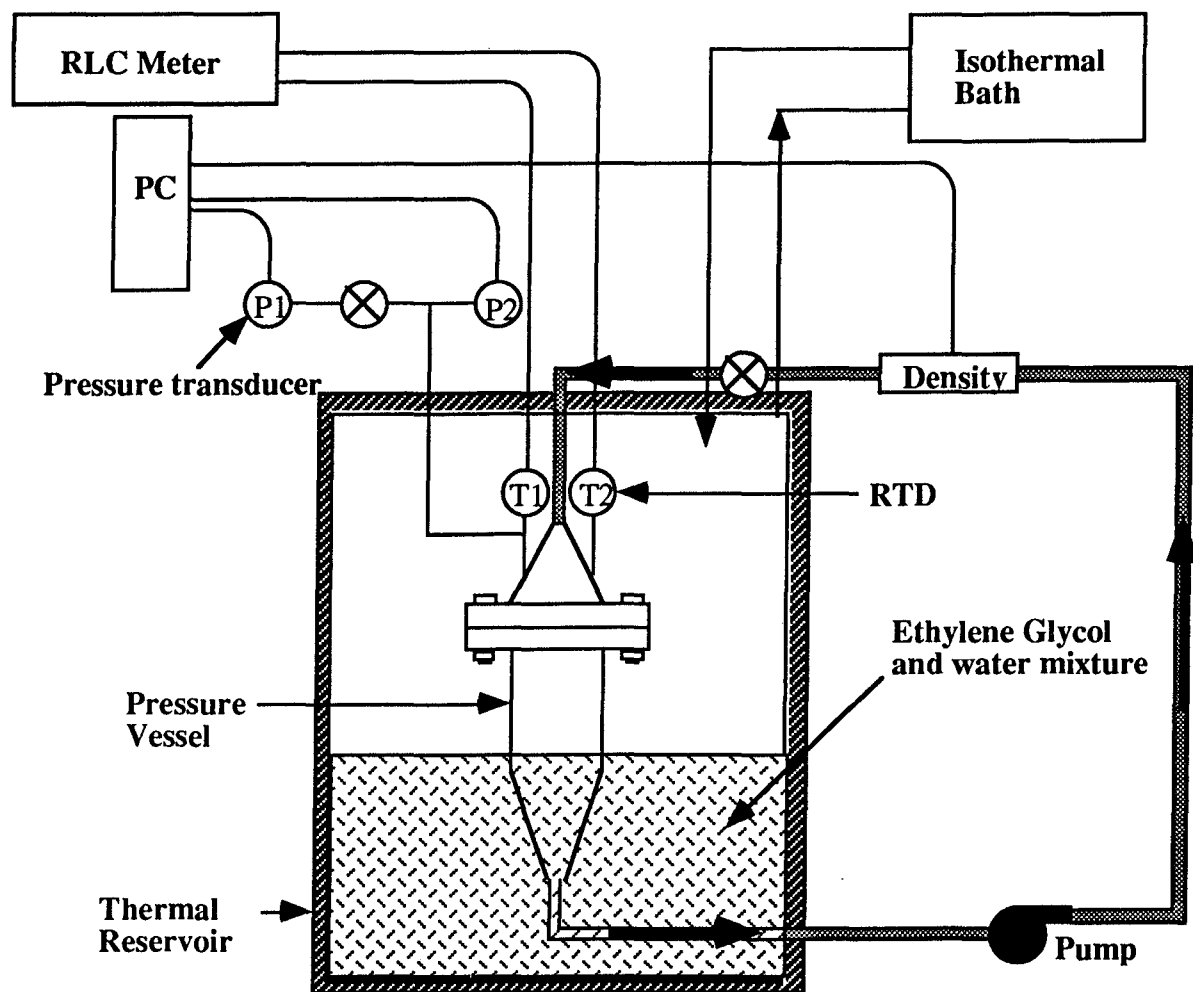 RLC Meter
Isothermal
Bath
PC
P1
P2
Pressure transducer
Density
T1
T2
RTD
Ethylene Glycol
and water mixture
Pressure
Vessel
Thermal
Reservoir
Pump